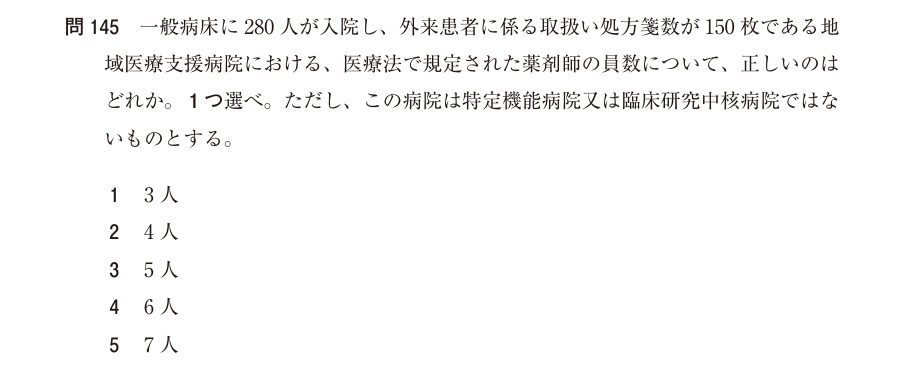 問 145 一般病床に 280 人が入院し、外来患者に係る取扱い処方箋数が 150 枚である地
域医療支援病院における、医療法で規定された薬剤師の員数について、正しいのは
どれか。1 つ選べ。ただし、この病院は特定機能病院又は臨床研究中核病院ではな
いものとする。
1 3 人
2 4 人
3 5 人
4 6 人
5 7 人